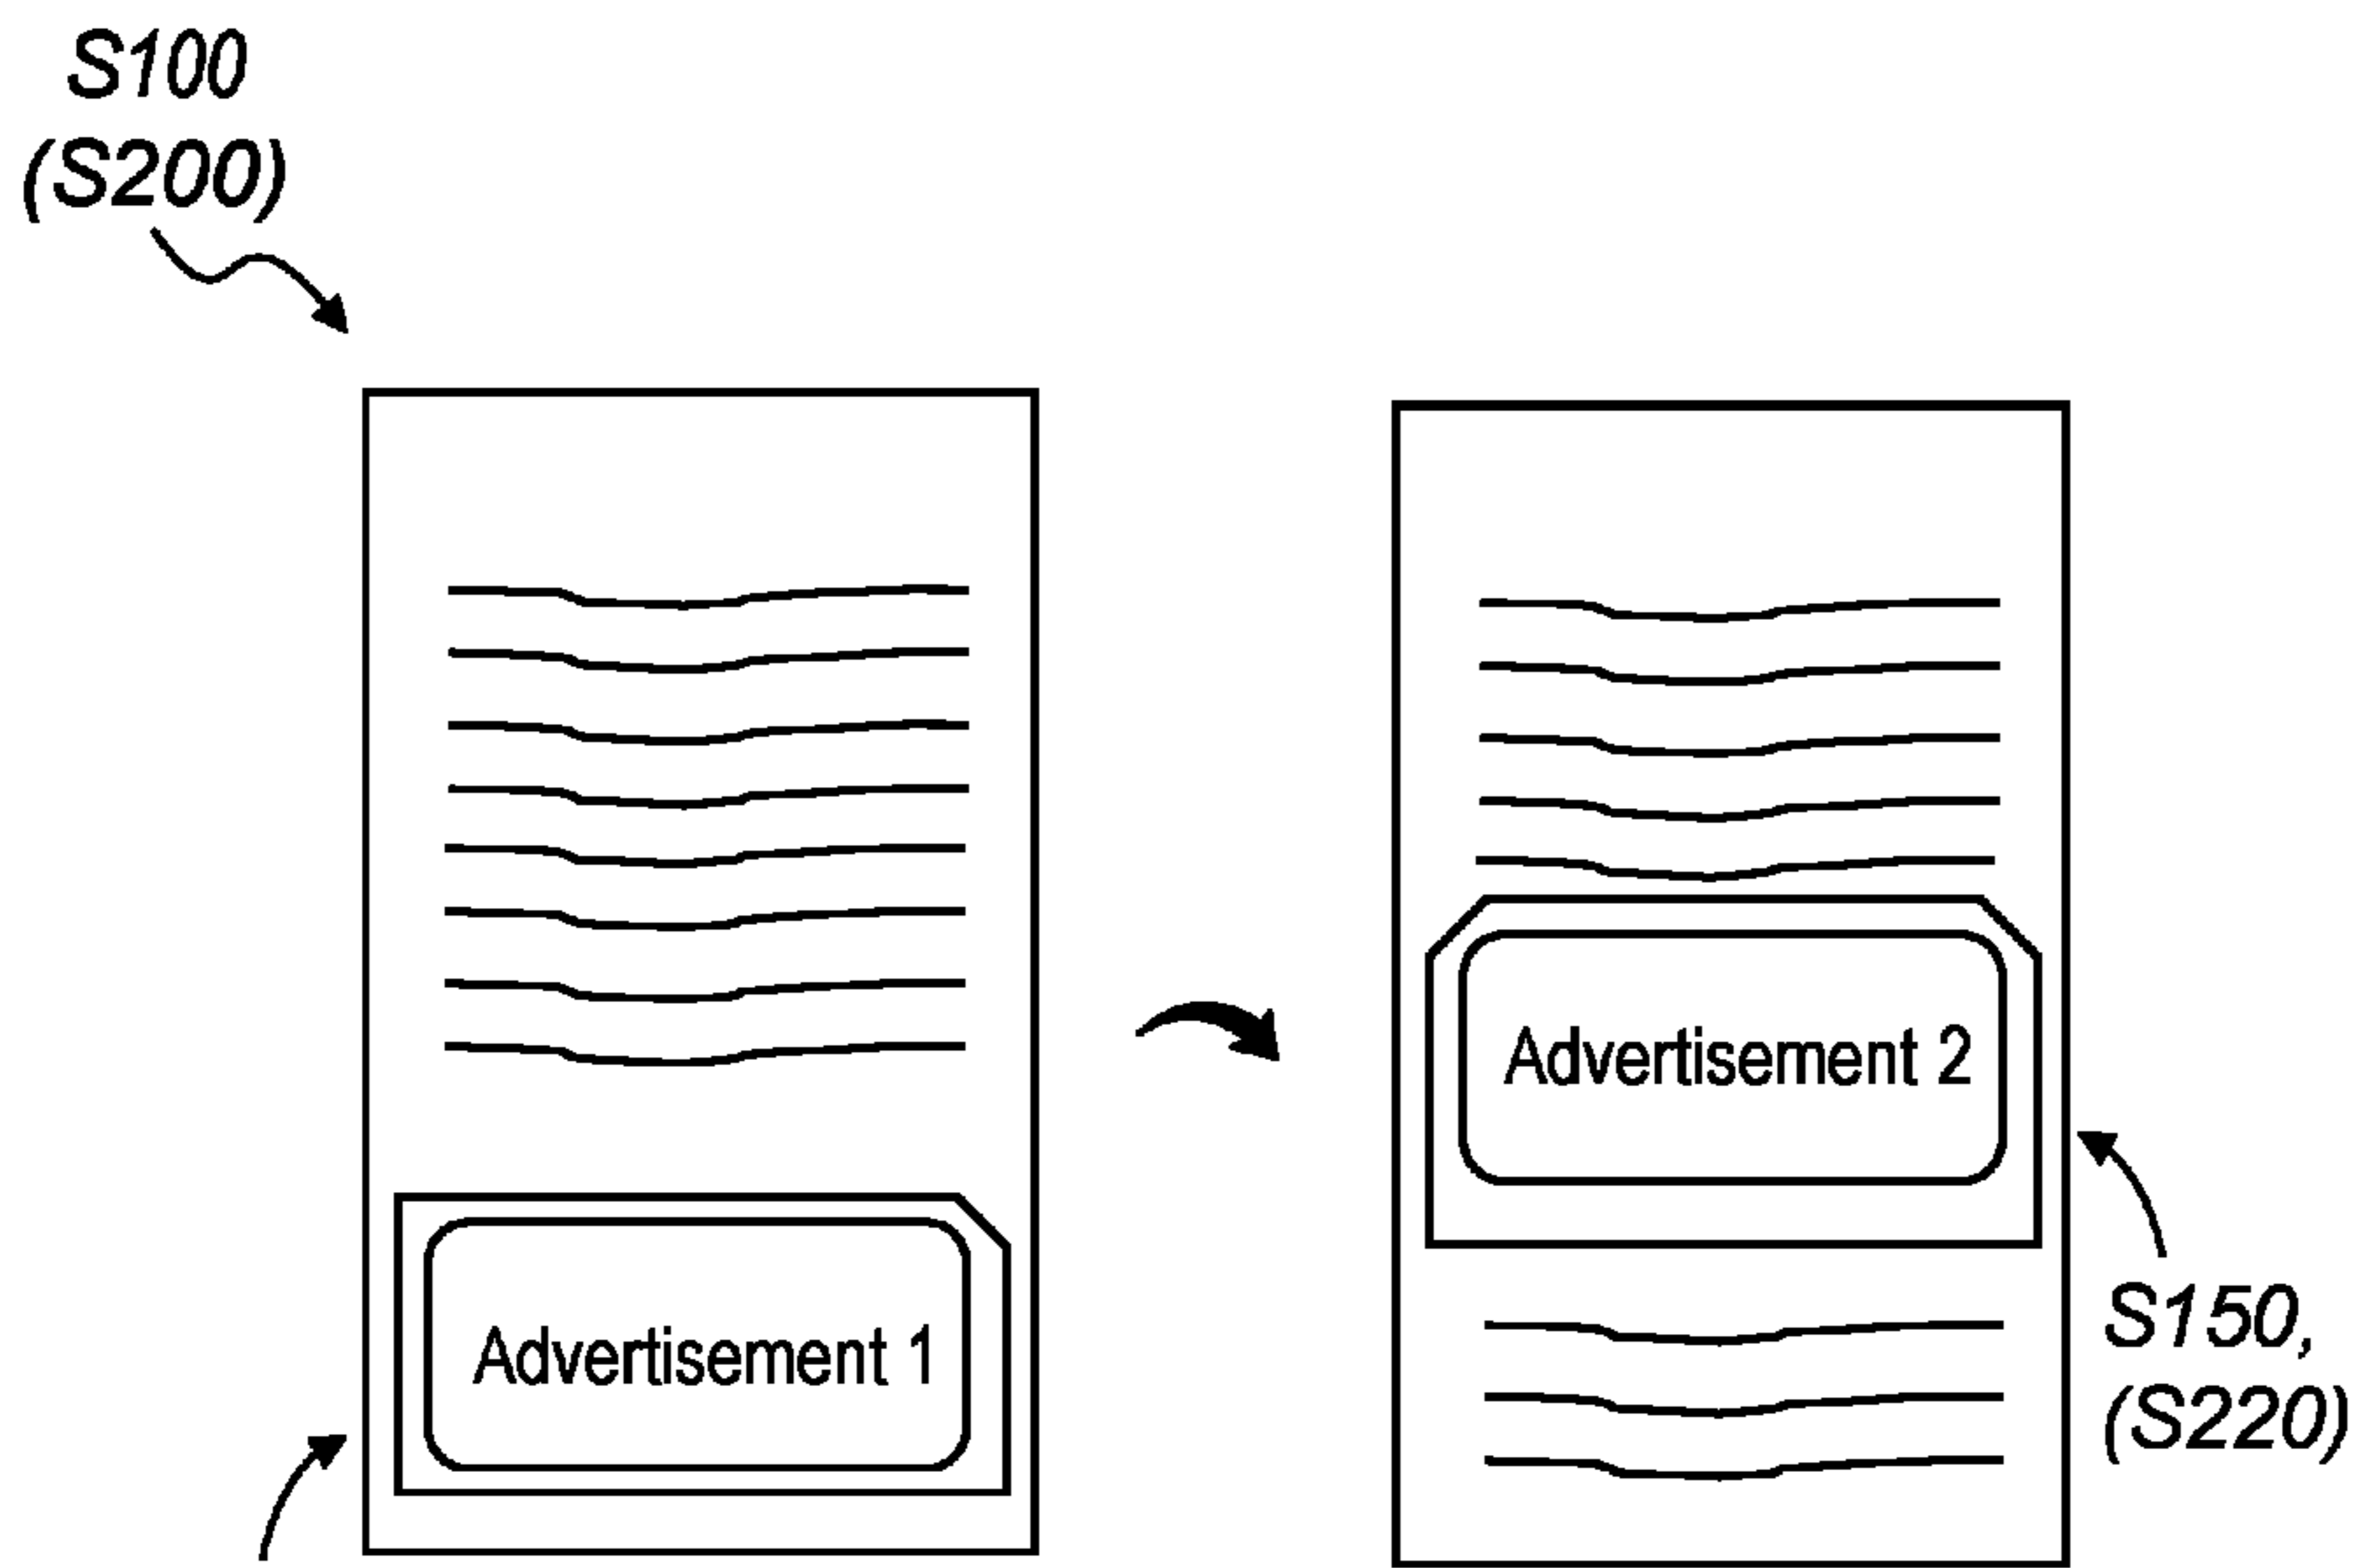 S100
(S200)
Advertisement 1
Advertisement 2
S150,
(S220)